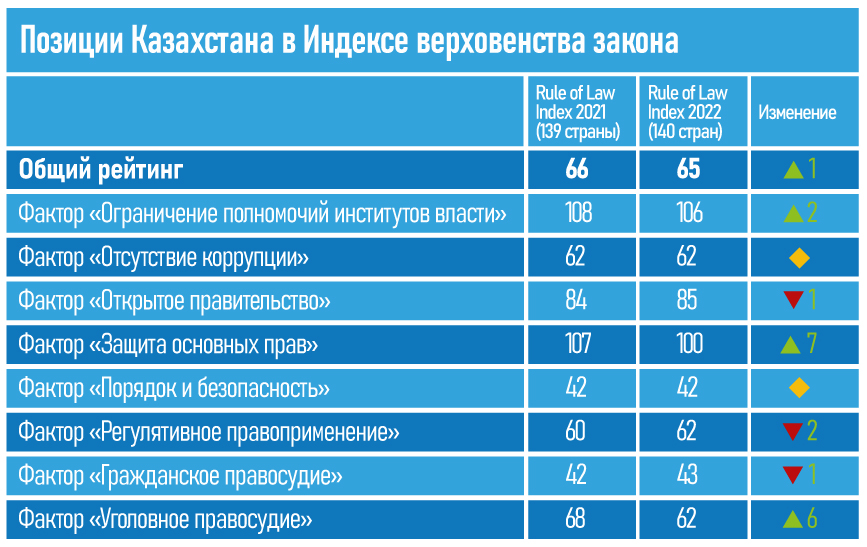 Позиции Казахстана в Индексе верховенства закона
Rule of Law Index 2021 (139 страны) Rule of Law Index 2022 (140 стран) Изменение
Общий рейтинг 66 65 ▲ 1
Фактор «Ограничение полномочий институтов власти» 108 106 ▲ 2
Фактор «Отсутствие коррупции» 62 62 ◆
Фактор «Открытое правительство» 84 85 ▼ 1
Фактор «Защита основных прав» 107 100 ▲ 7
Фактор «Порядок и безопасность» 42 42 ◆
Фактор «Регулятивное правоприменение» 60 62 ▼ 2
Фактор «Гражданское правосудие» 42 43 ▼ 1
Фактор «Уголовное правосудие» 68 62 ▲ 6